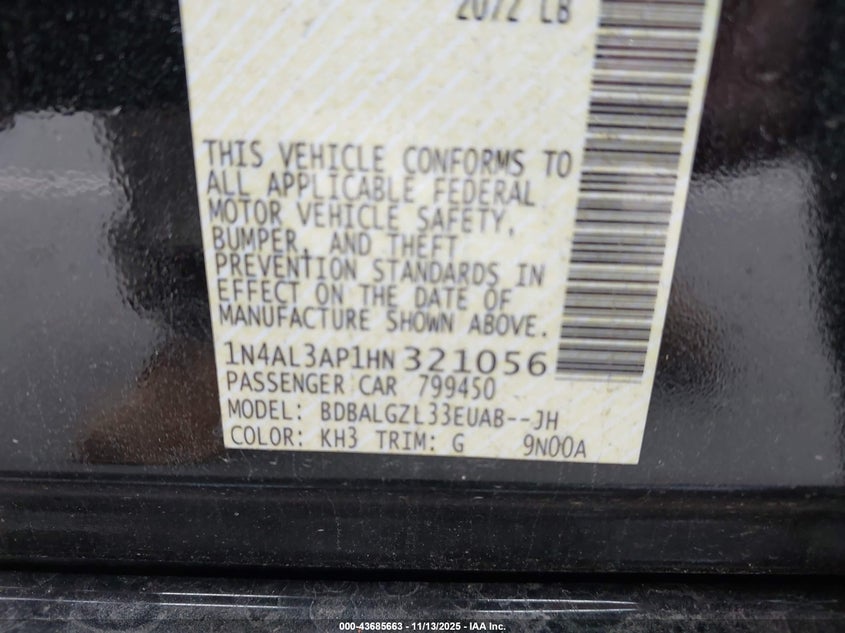 2072 LB
THIS VEHICLE CONFORMS TO
ALL APPLICABLE FEDERAL
MOTOR VEHICLE SAFETY,
BUMPER, AND THEFT
PREVENTION STANDARDS IN
EFFECT ON THE DATE OF
MANUFACTURE SHOWN ABOVE.
1N4AL3AP1HN321056
PASSENGER CAR 799450
MODEL: BDBALGZL33EUAB--JH
COLOR: KH3 TRIM: G 9N00A
000-43685663 - 11/13/2025 - IAA Inc.